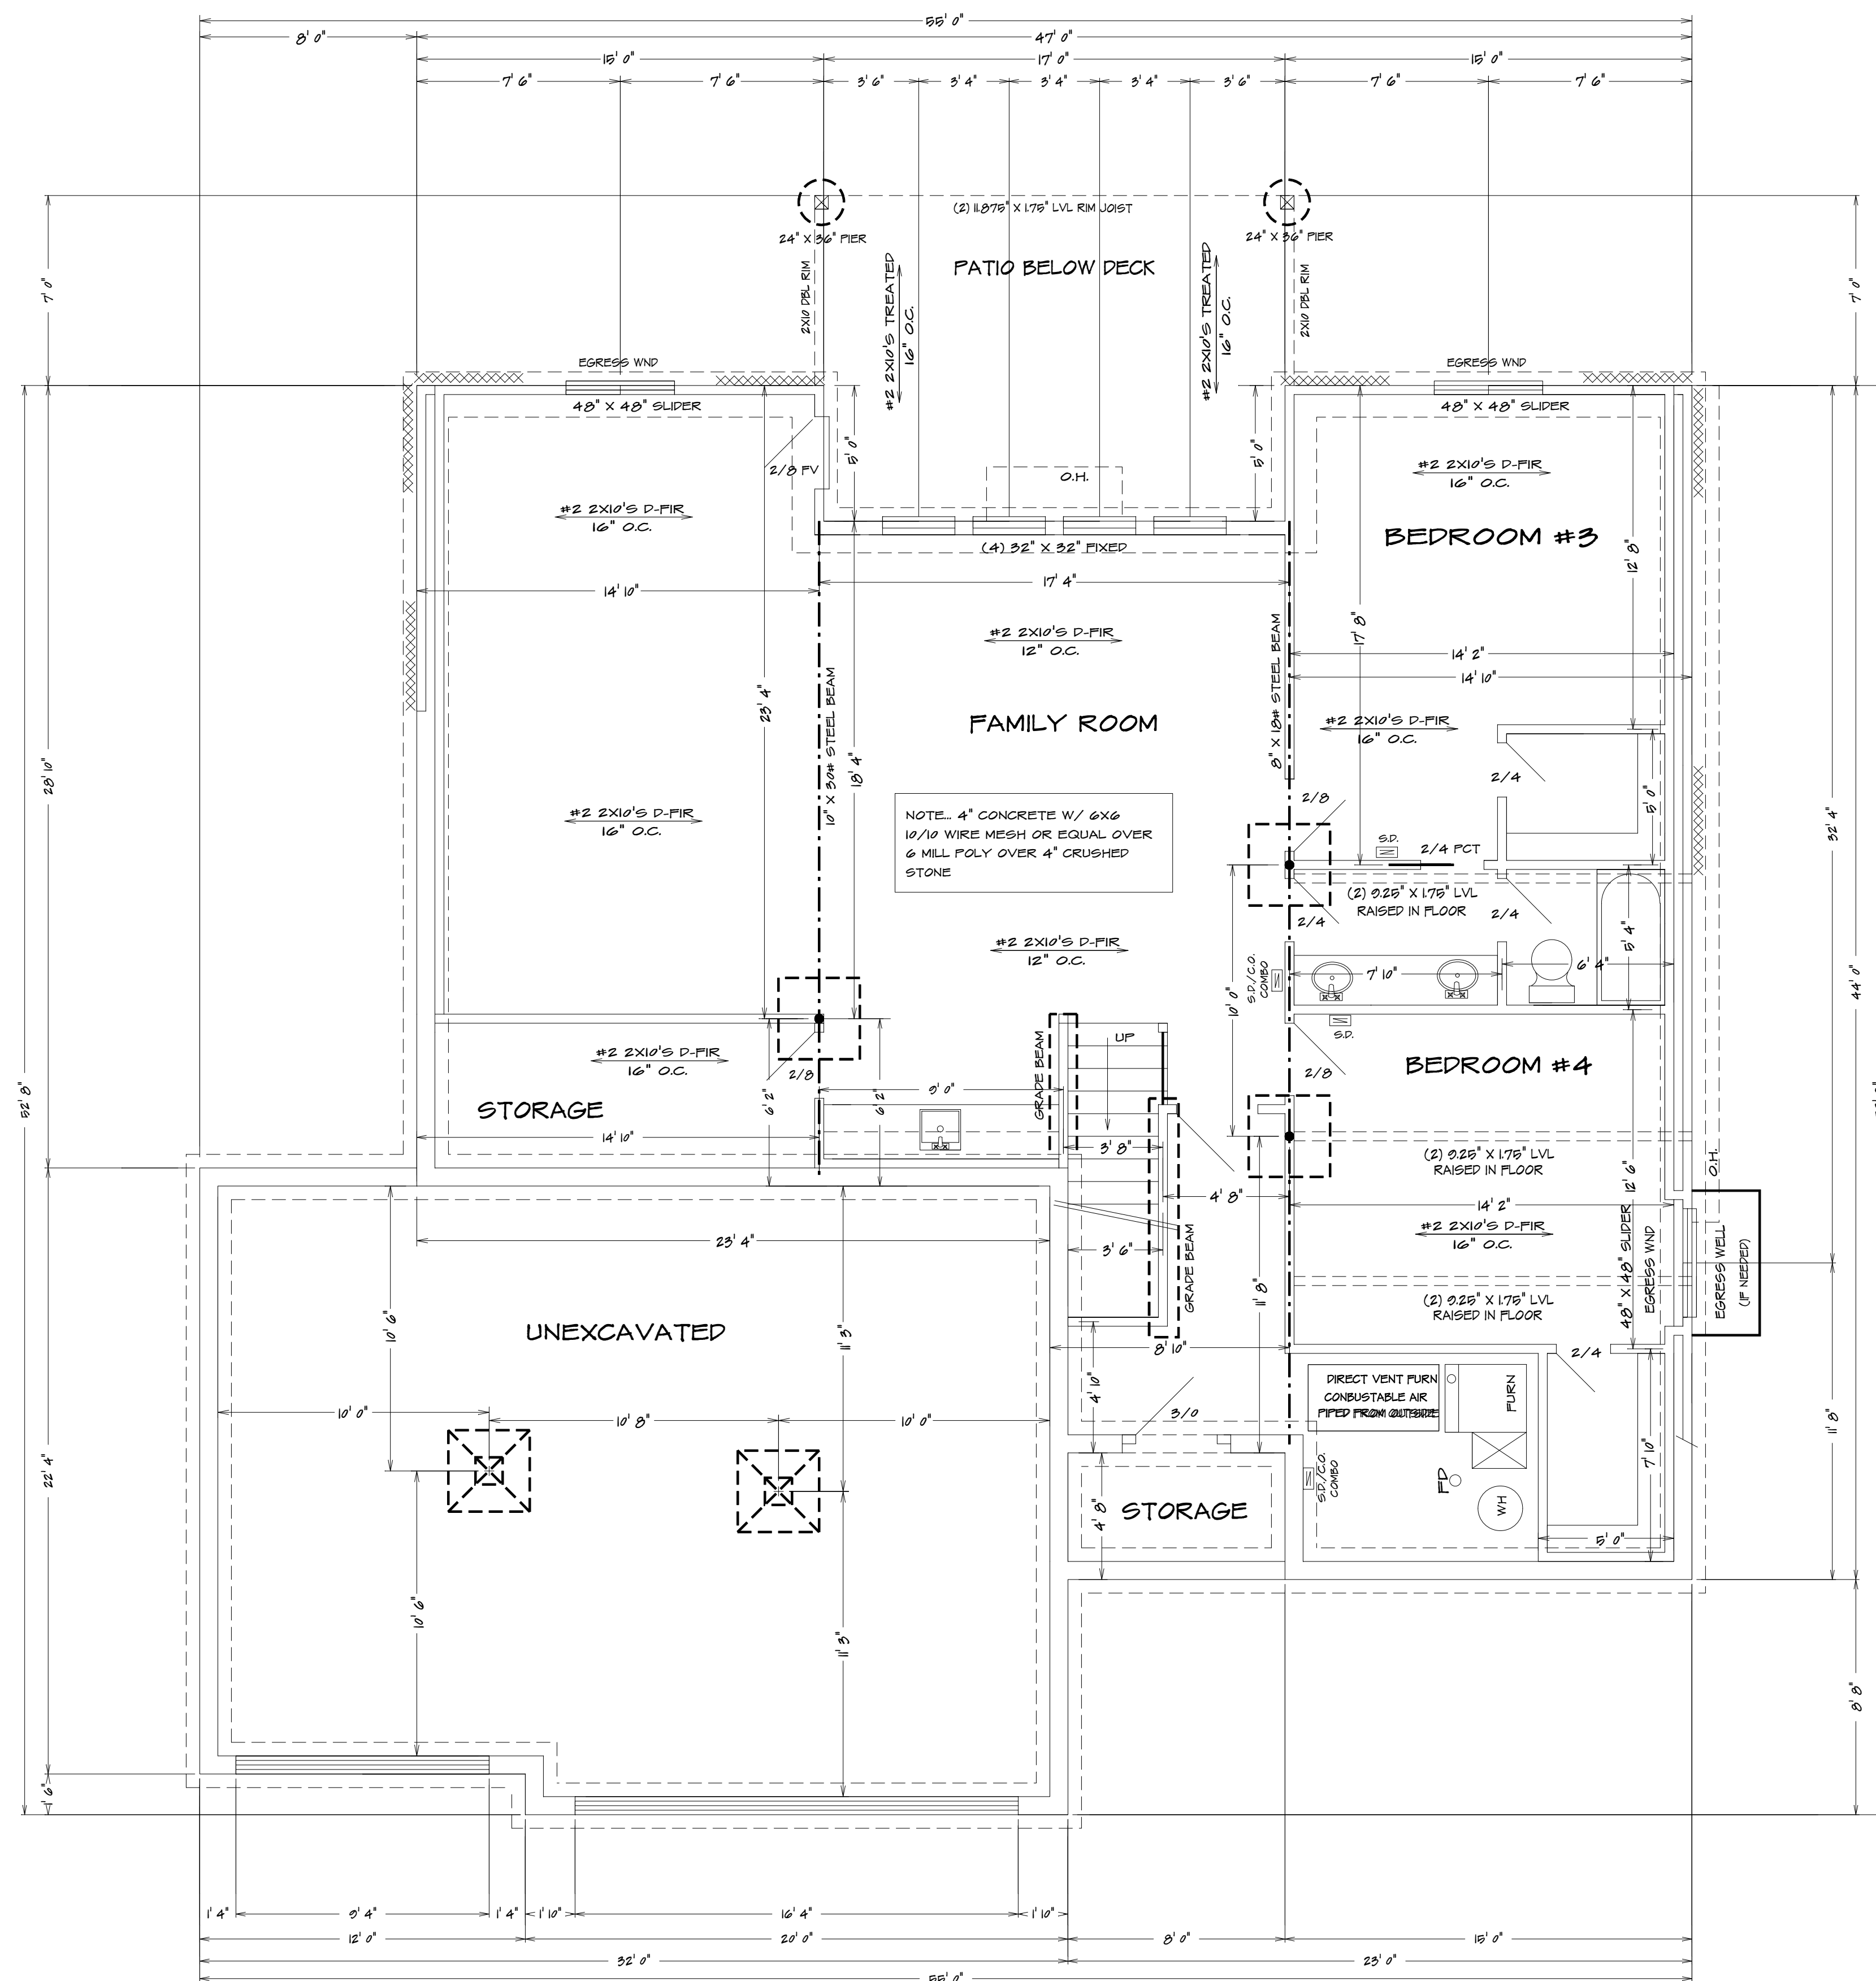 55' 0"
8' 0"
47' 0"
15' 0"
17' 0"
15' 0"
7' 6"
7' 6"
3' 6"
3' 4"
3' 4"
3' 4"
3' 6"
7' 6"
7' 6"
(2) 11.875" X 1.75" LVL RIM JOIST
24" X 36" PIER
24" X 36" PIER
PATIO BELOW DECK
2X10 DBL RIM
#2 2X10'S TREATED
16" O.C.
#2 2X10'S TREATED
16" O.C.
2X10 DBL RIM
7' 0"
7' 0"
EGRESS WND
48" X 48" SLIDER
EGRESS WND
48" X 48" SLIDER
2/8 FV
5' 0"
O.H.
5' 0"
#2 2X10'S D-FIR
16" O.C.
#2 2X10'S D-FIR
16" O.C.
BEDROOM #3
12' 8"
(4) 32" X 32" FIXED
14' 10"
17' 4"
#2 2X10'S D-FIR
12" O.C.
17' 8"
14' 2"
14' 10"
8" X 18# STEEL BEAM
10" X 30# STEEL BEAM
23' 4"
18' 4"
FAMILY ROOM
#2 2X10'S D-FIR
16" O.C.
28' 10"
32' 4"
2/4
5' 0"
#2 2X10'S D-FIR
16" O.C.
NOTE... 4" CONCRETE W/ 6X6
10/10 WIRE MESH OR EQUAL OVER
6 MILL POLY OVER 4" CRUSHED
STONE
2/8
S.D.
2/4 PCT
(2) 9.25" X 1.75" LVL
RAISED IN FLOOR
2/4
2/4
5' 4"
#2 2X10'S D-FIR
12" O.C.
S.D./C.O.
COMBO
7' 10"
6' 4"
10' 0"
44' 0"
S.D.
#2 2X10'S D-FIR
16" O.C.
2/8
GRADE BEAM
UP
BEDROOM #4
2/8
52' 8"
STORAGE
6' 2"
9' 0"
6' 2"
14' 10"
3' 8"
(2) 9.25" X 1.75" LVL
RAISED IN FLOOR
12' 6"
O.H.
4' 8"
14' 2"
#2 2X10'S D-FIR
16" O.C.
23' 4"
3' 6"
GRADE BEAM
48" X 48" SLIDER
EGRESS WND
EGRESS WELL
(IF NEEDED)
11' 8"
(2) 9.25" X 1.75" LVL
RAISED IN FLOOR
UNEXCAVATED
10' 6"
11' 3"
8' 10"
2/4
4' 10"
DIRECT VENT FURN
CONBUSTABLE AIR
PIPED FROM OUTSIDE
FURN
10' 0"
10' 8"
10' 0"
3/0
11' 8"
7' 10"
22' 4"
S.D./C.O.
COMBO
FD
WH
STORAGE
4' 8"
5' 0"
10' 6"
11' 3"
8' 8"
1' 6"
1' 4"
9' 4"
1' 4"
1' 10"
16' 4"
1' 10"
12' 0"
20' 0"
8' 0"
15' 0"
32' 0"
23' 0"
55' 0"